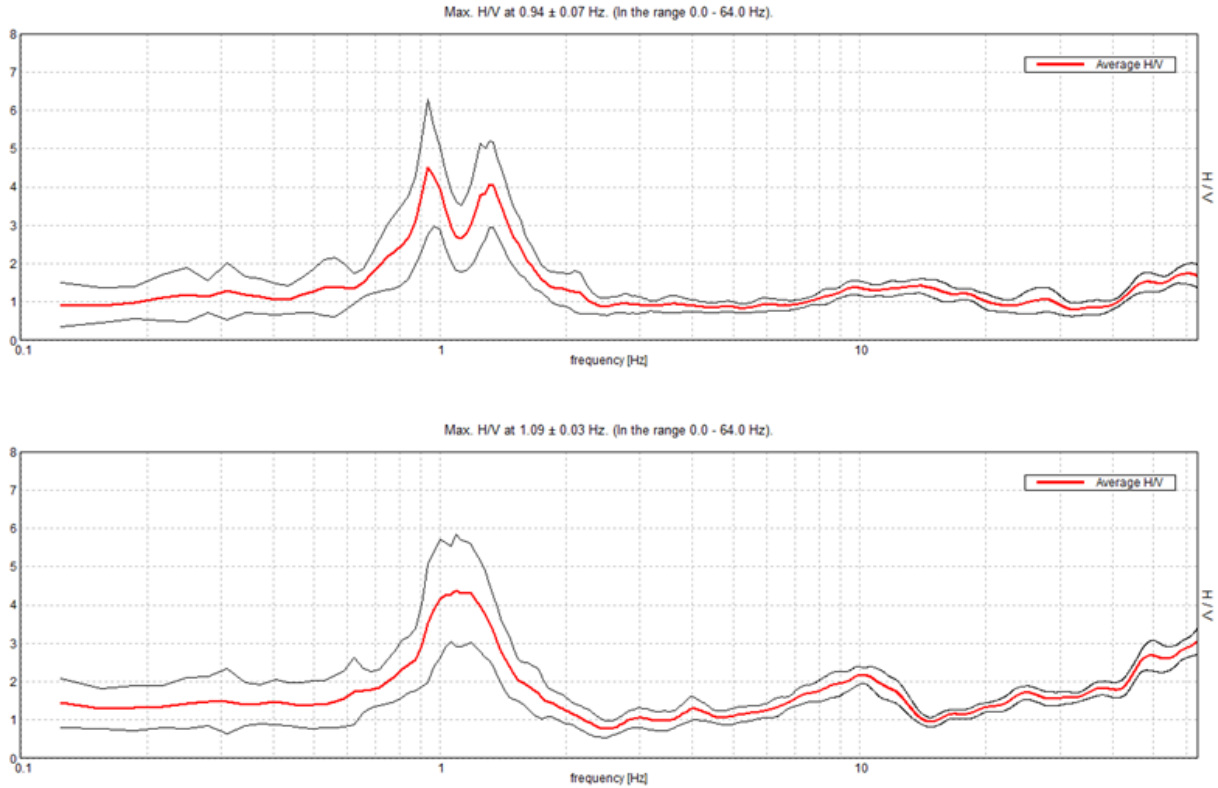 Max. H/V at 0.94 ± 0.07 Hz. (In the range 0.0 - 64.0 Hz).
8
7
6
5
4
3
2
1
0
Average H/V
H / V
0.1 1 10
frequency [Hz]
Max. H/V at 1.09 ± 0.03 Hz. (In the range 0.0 - 64.0 Hz).
8
7
6
5
4
3
2
1
0
Average H/V
H / V
0.1 1 10
frequency [Hz]